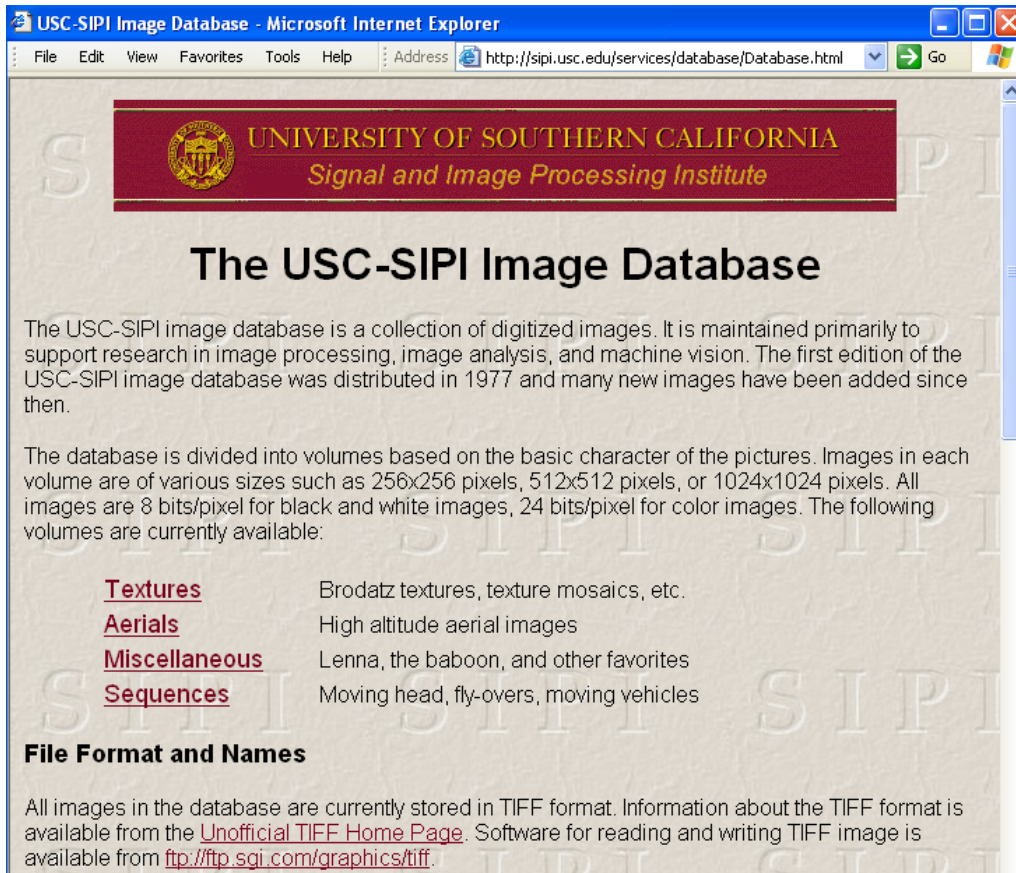 USC-SIPI Image Database - Microsoft Internet Explorer
File Edit View Favorites Tools Help Address http://sipi.usc.edu/services/database/Database.html Go
UNIVERSITY OF SOUTHERN CALIFORNIA
Signal and Image Processing Institute
The USC-SIPI Image Database
The USC-SIPI image database is a collection of digitized images. It is maintained primarily to
support research in image processing, image analysis, and machine vision. The first edition of the
USC-SIPI image database was distributed in 1977 and many new images have been added since
then.
The database is divided into volumes based on the basic character of the pictures. Images in each
volume are of various sizes such as 256x256 pixels, 512x512 pixels, or 1024x1024 pixels. All
images are 8 bits/pixel for black and white images, 24 bits/pixel for color images. The following
volumes are currently available:
Textures Brodatz textures, texture mosaics, etc.
Aerials High altitude aerial images
Miscellaneous Lenna, the baboon, and other favorites
Sequences Moving head, fly-overs, moving vehicles
File Format and Names
All images in the database are currently stored in TIFF format. Information about the TIFF format is
available from the Unofficial TIFF Home Page. Software for reading and writing TIFF image is
available from ftp://ftp.sgi.com/graphics/tiff.